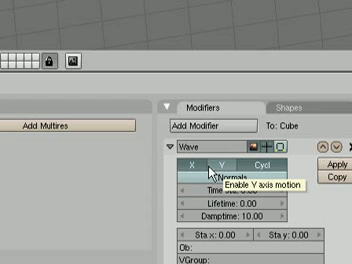 Modifiers
Shapes
Add Multires
Add Modifier
To: Cube
Wave
X
Y
Cycl
Apply
Normals
Copy
Enable Y axis motion
Lifetime: 0.00
Damptime: 10.00
Sta x: 0.00
Sta y: 0.00
Ob:
VGroup: